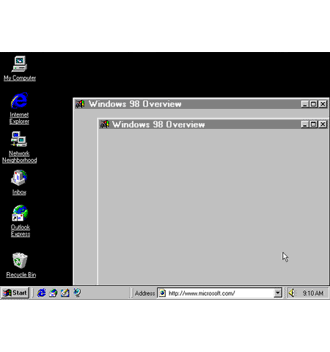 My Computer
Internet
Explorer
Network
Neighborhood
Inbox
Outlook
Express
Recycle Bin
Windows 98 Overview
Windows 98 Overview
Start
Address
http://www.microsoft.com/
9:10 AM